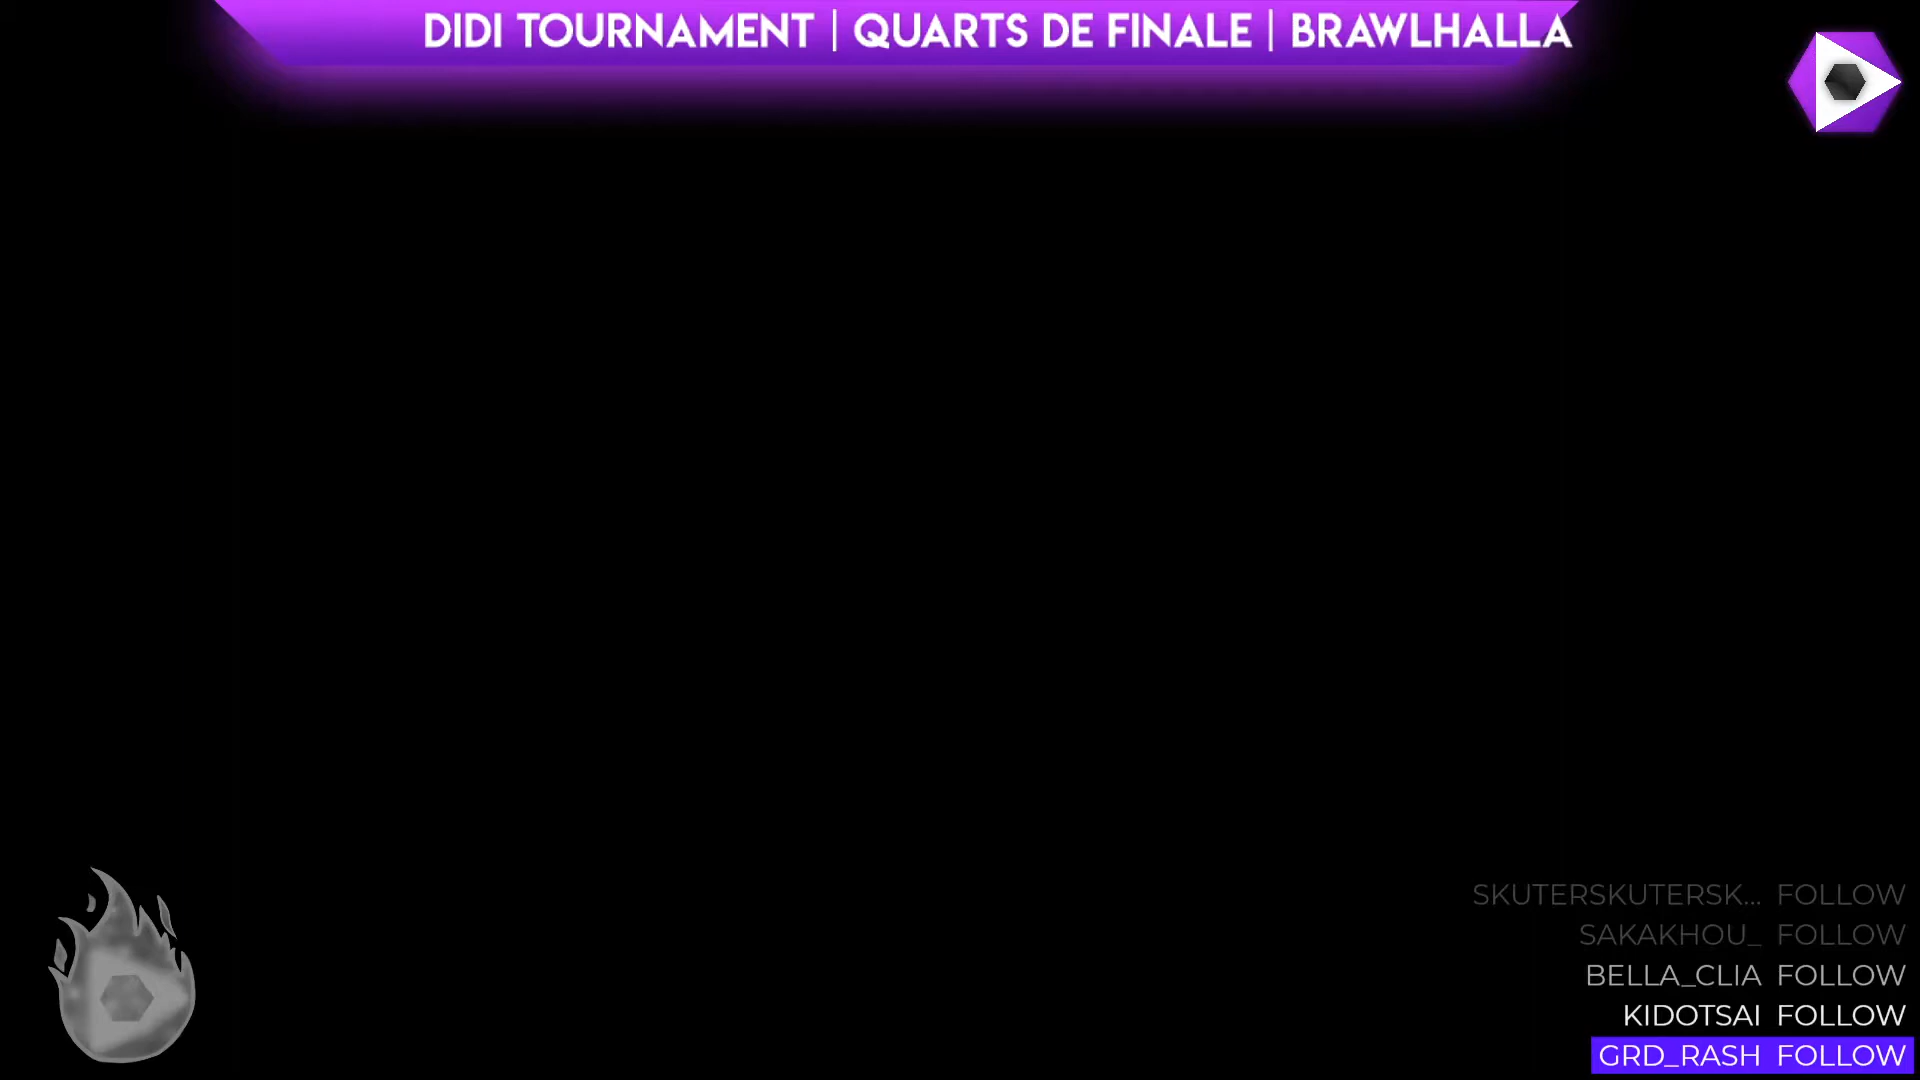 DIDI TOURNAMENT | QUARTS DE FINALE | BRAWLHALLA
SKUTERSKUTERSK... FOLLOW
SAKAKHOU_ FOLLOW
BELLA_CLIA FOLLOW
KIDOTSAI FOLLOW
GRD_RASH FOLLOW